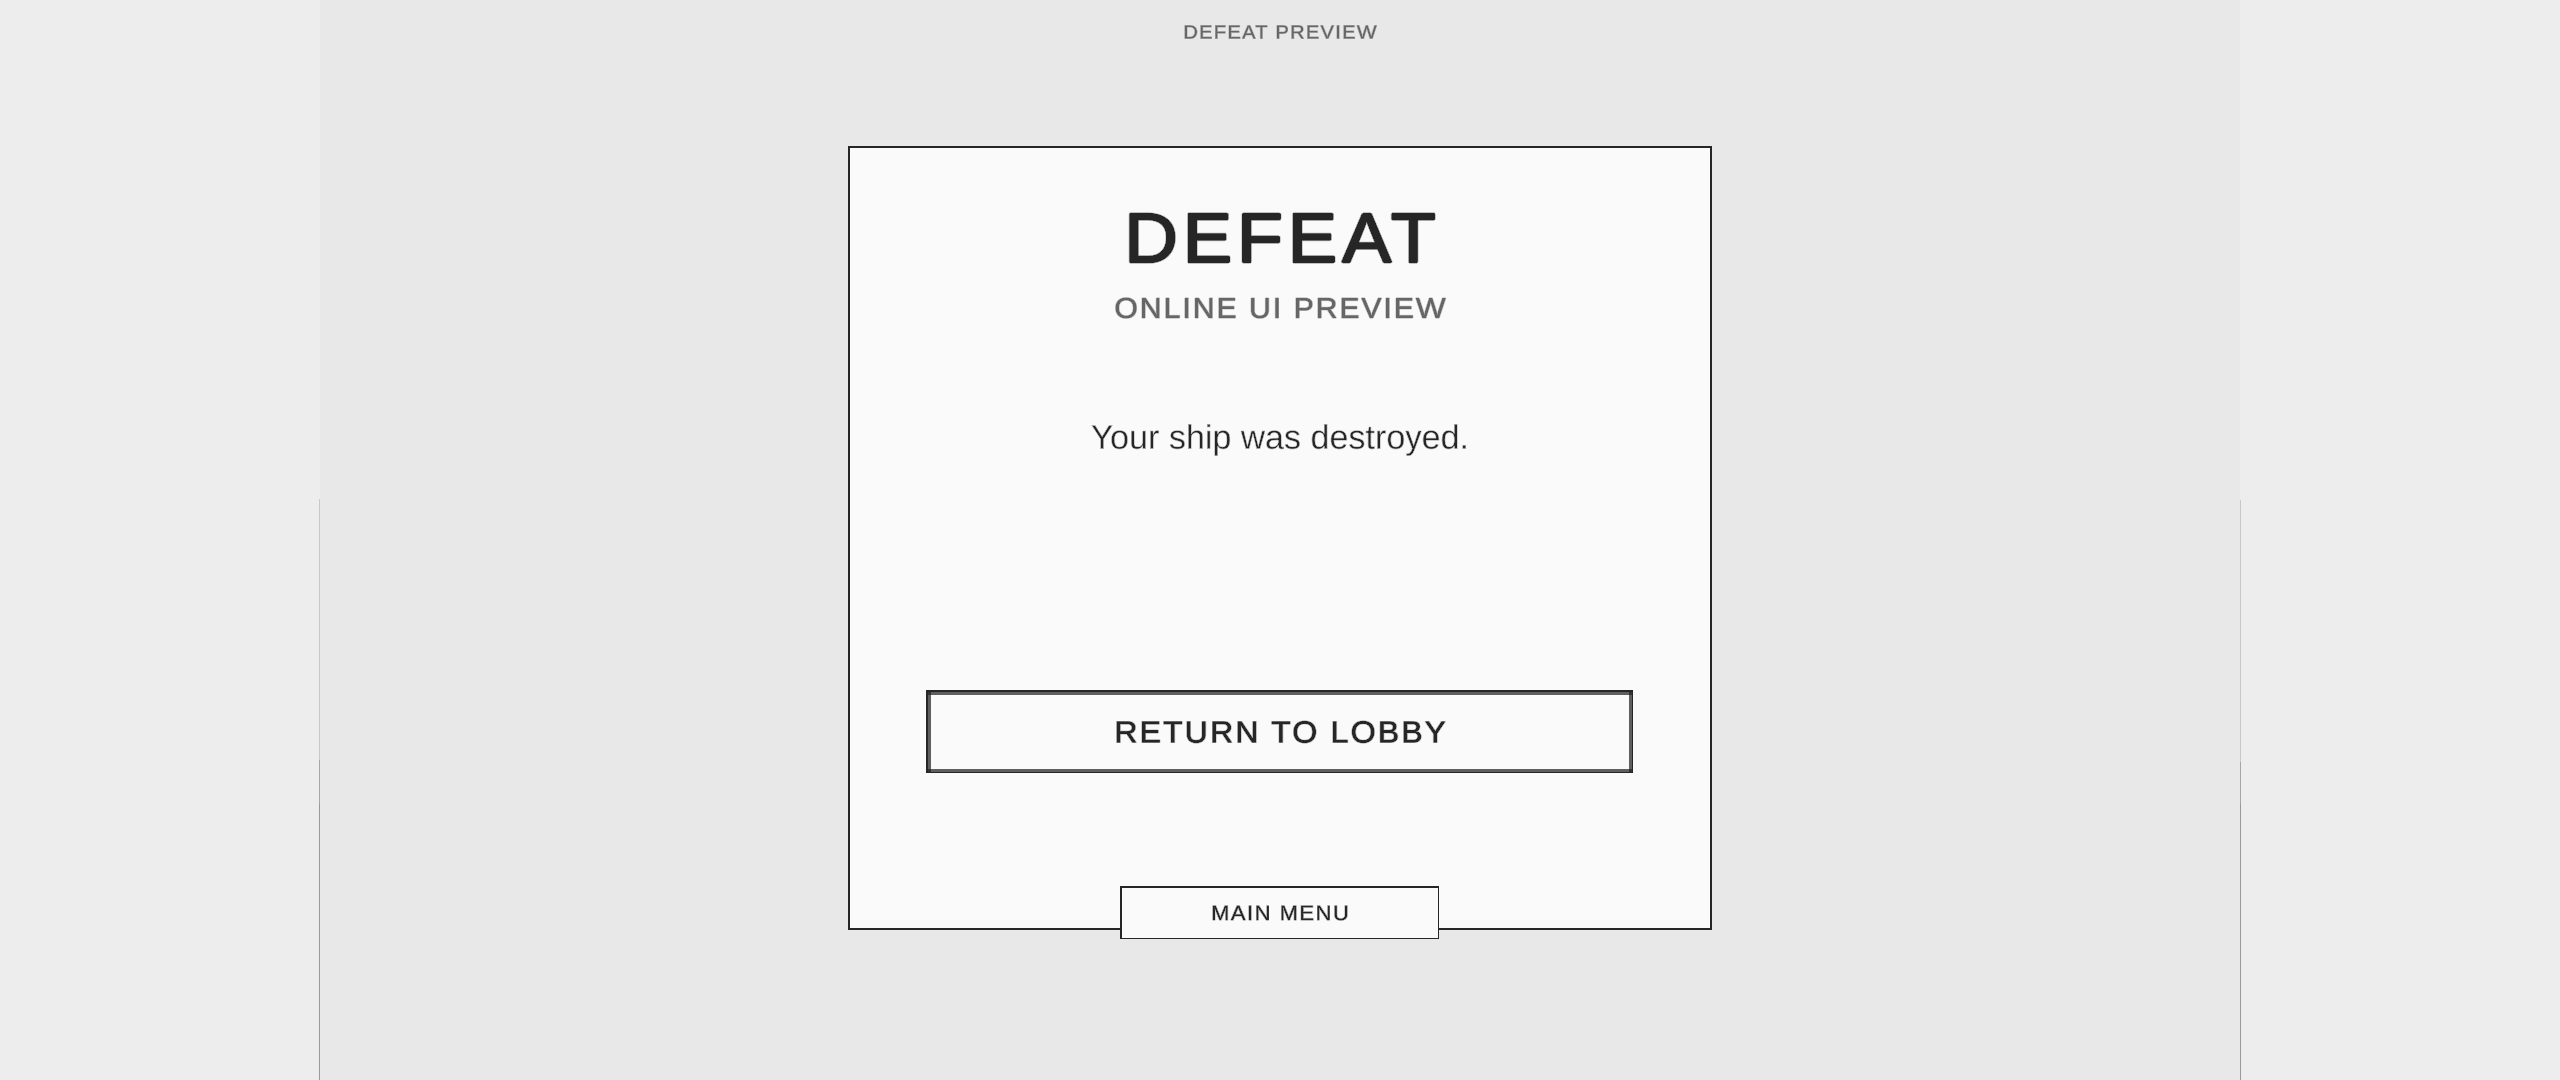 DEFEAT PREVIEW
DEFEAT
ONLINE UI PREVIEW
Your ship was destroyed.
RETURN TO LOBBY
MAIN MENU